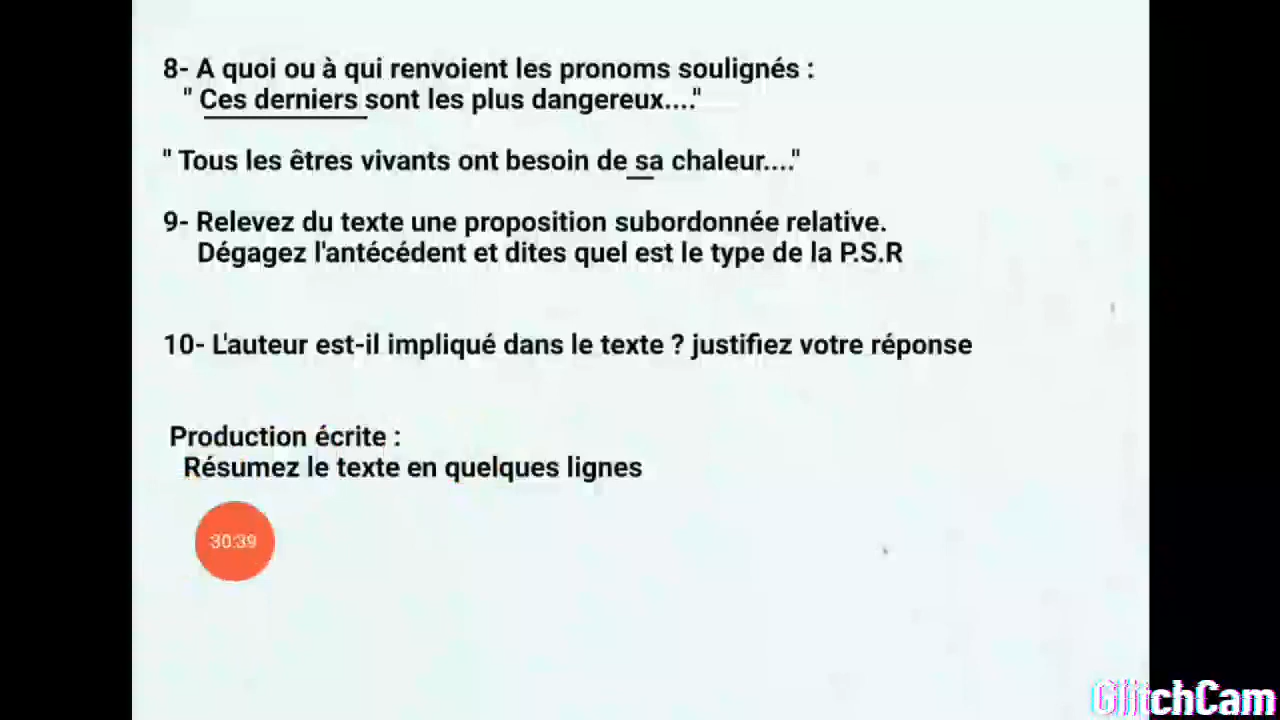 8- A quoi ou à qui renvoient les pronoms soulignés :
" Ces derniers sont les plus dangereux...."
" Tous les êtres vivants ont besoin de sa chaleur...."
9- Relevez du texte une proposition subordonnée relative.
Dégagez l'antécédent et dites quel est le type de la P.S.R
10- L'auteur est-il impliqué dans le texte ? justifiez votre réponse
Production écrite :
Résumez le texte en quelques lignes
30:39
GlitchCam